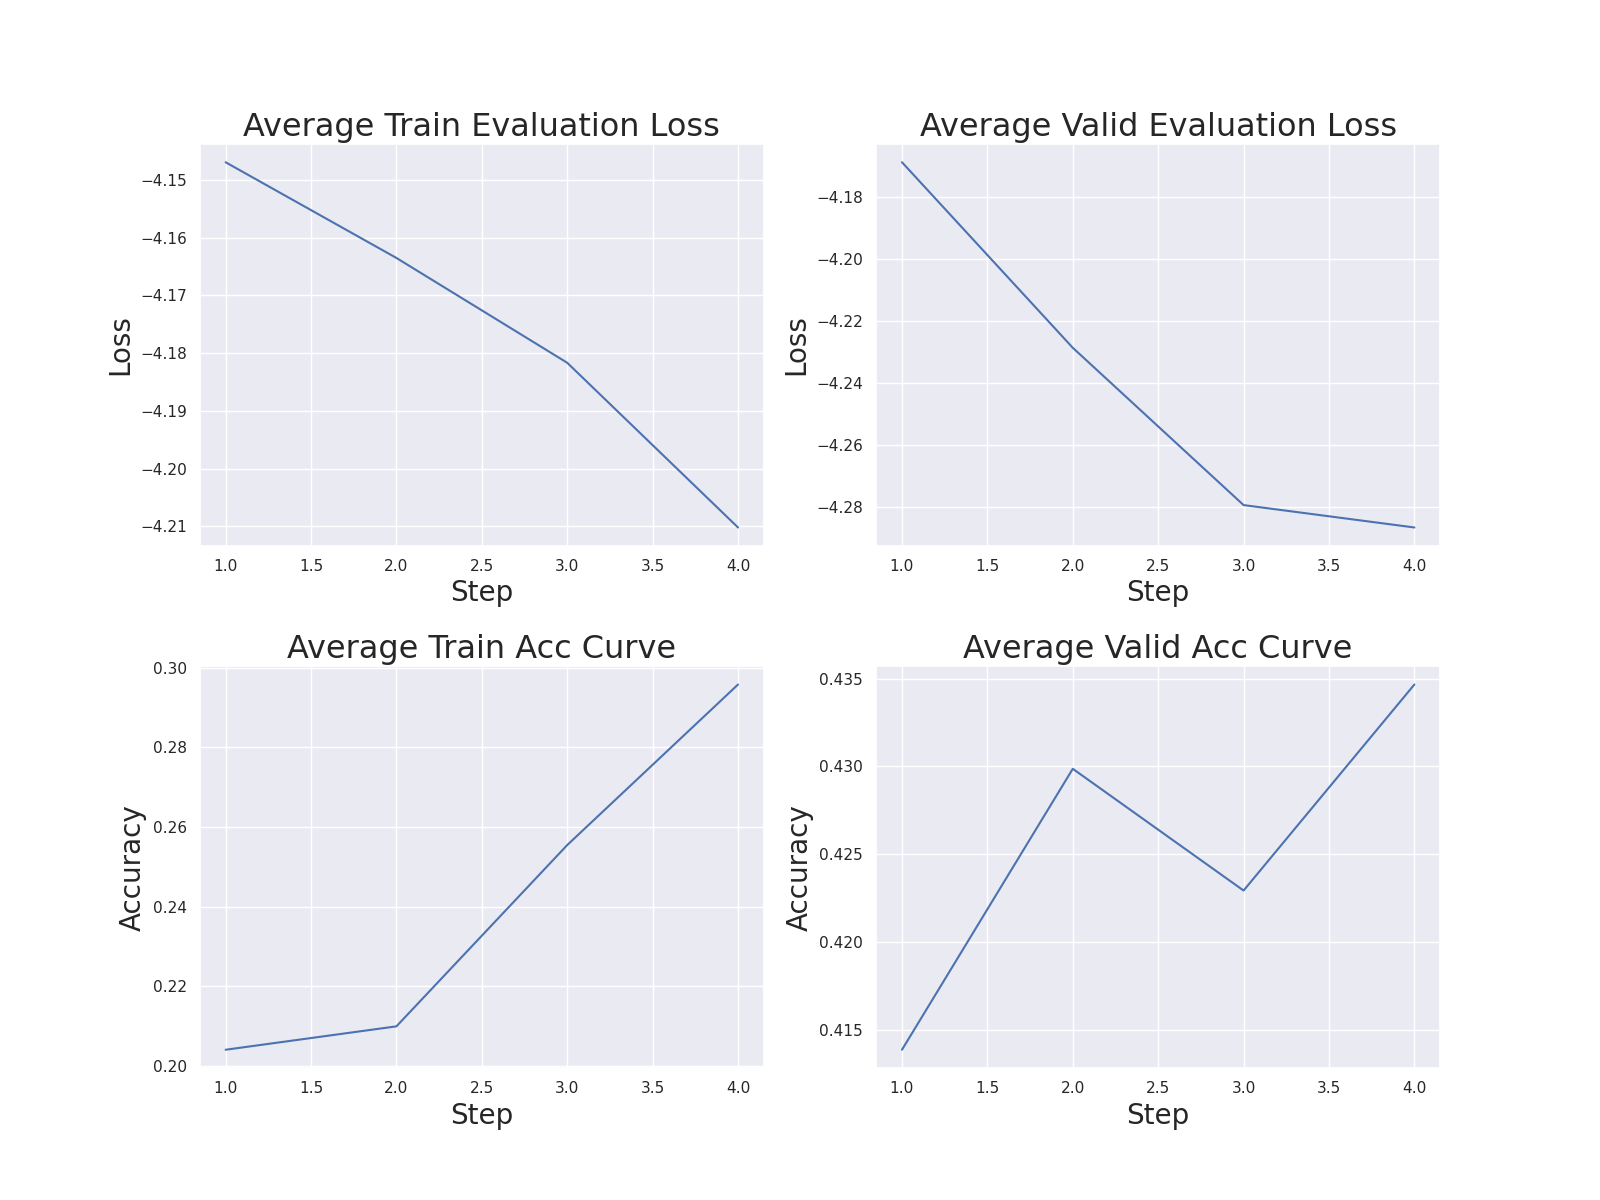 Average Train Evaluation Loss
Loss
−4.15
−4.16
−4.17
−4.18
−4.19
−4.20
−4.21
1.0 1.5 2.0 2.5 3.0 3.5 4.0
Step
Average Valid Evaluation Loss
Loss
−4.18
−4.20
−4.22
−4.24
−4.26
−4.28
1.0 1.5 2.0 2.5 3.0 3.5 4.0
Step
Average Train Acc Curve
Accuracy
0.30
0.28
0.26
0.24
0.22
0.20
1.0 1.5 2.0 2.5 3.0 3.5 4.0
Step
Average Valid Acc Curve
Accuracy
0.435
0.430
0.425
0.420
0.415
1.0 1.5 2.0 2.5 3.0 3.5 4.0
Step